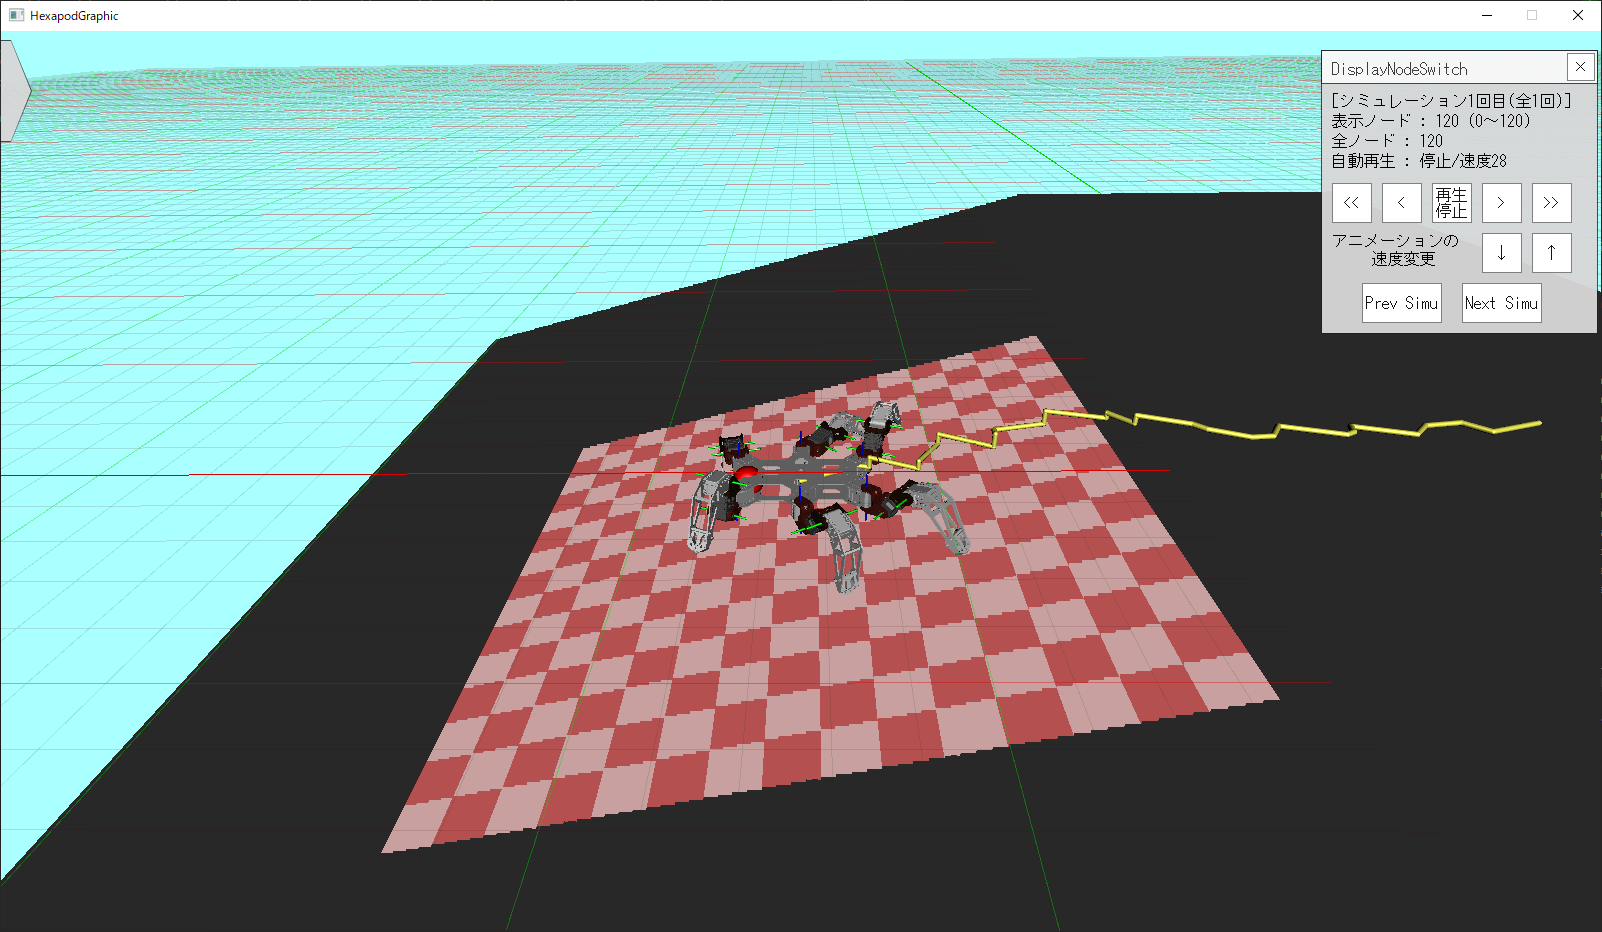 HexapodGraphic
DisplayNodeSwitch
[シミュレーション1回目(全1回)]
表示ノード : 120 (0～120)
全ノード : 120
自動再生 : 停止/速度28
<< < 再生 > >>
停止
アニメーションの
速度変更
↓ ↑
Prev Simu Next Simu